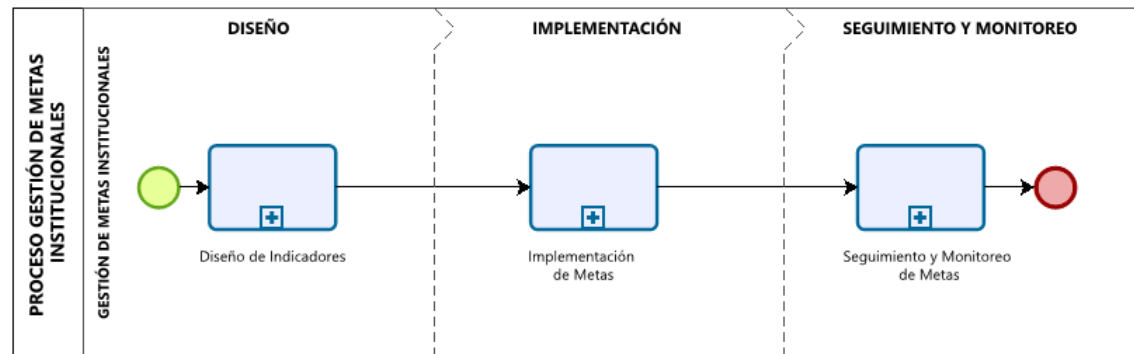 PROCESO GESTIÓN DE METAS
INSTITUCIONALES
GESTIÓN DE METAS INSTITUCIONALES
DISEÑO
IMPLEMENTACIÓN
SEGUIMIENTO Y MONITOREO
Diseño de Indicadores
Implementación
de Metas
Seguimiento y Monitoreo
de Metas